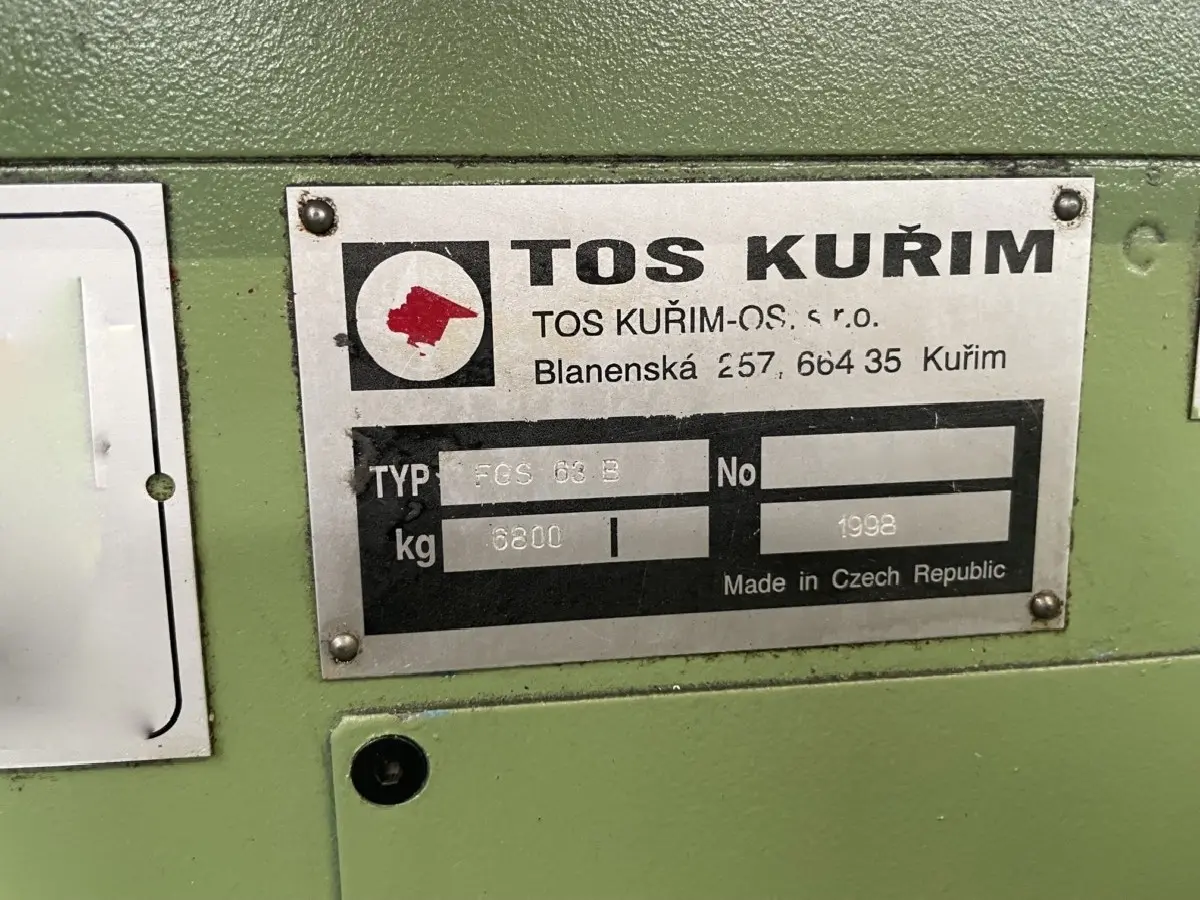 TOS KUŘIM
TOS KUŘIM-OS, s r.o.
Blanenská 257, 664 35 Kuřim
TYP FGS 63 B No
kg 6800 1998
Made in Czech Republic